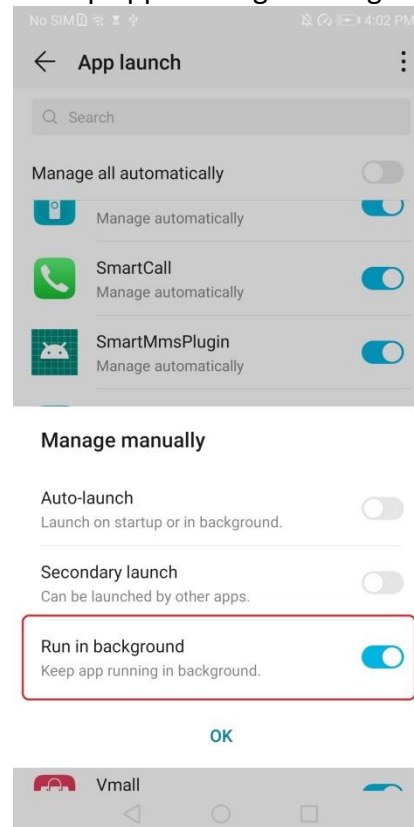 No SIM 4:02 PM
App launch
Search
Manage all automatically
Manage automatically
SmartCall
Manage automatically
SmartMmsPlugin
Manage automatically
Manage manually
Auto-launch
Launch on startup or in background.
Secondary launch
Can be launched by other apps.
Run in background
Keep app running in background.
OK
Vmall